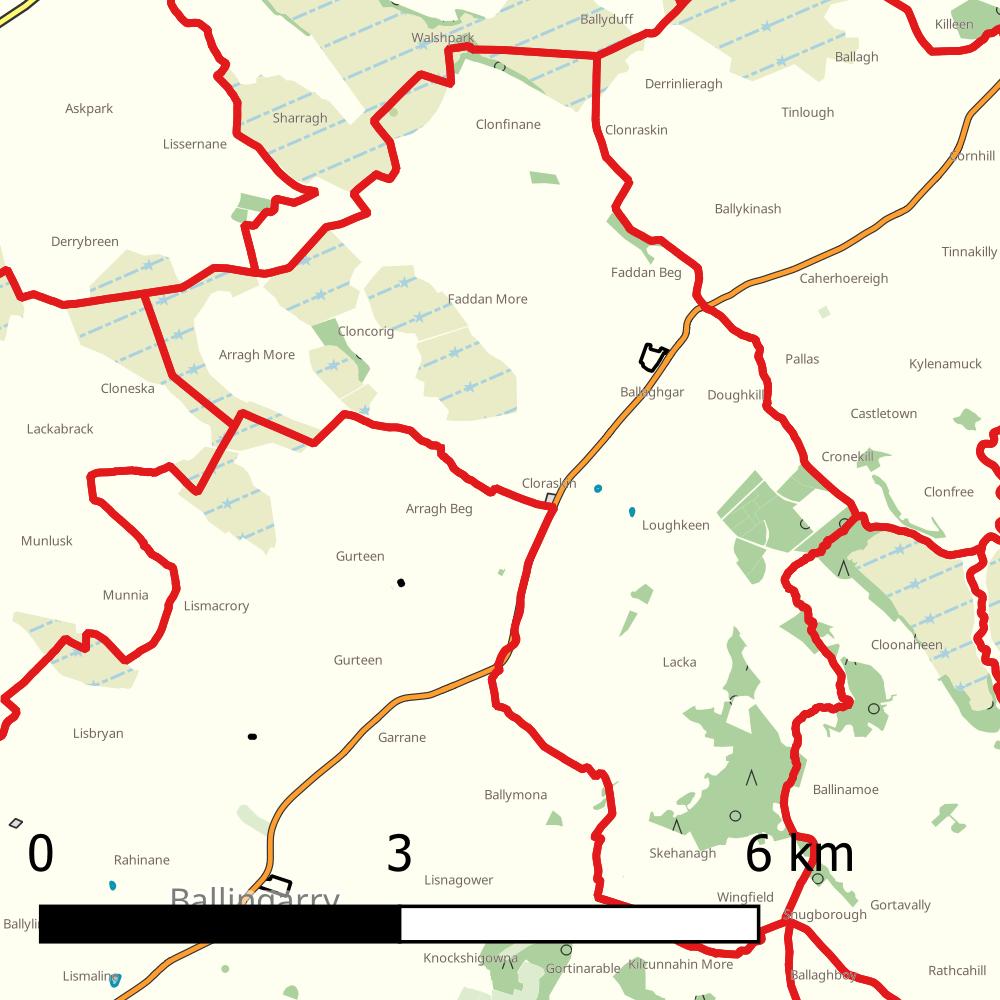 Ballyduff
Killeen
Walshpark
Ballagh
Derrinlieragh
Askpark
Tinlough
Sharragh
Clonfinane
Clonraskin
Lissernane
Cornhill
Ballykinash
Derrybreen
Tinnakilly
Faddan Beg
Caherhoereigh
Faddan More
Cloncorig
Arragh More
Pallas
Kylenamuck
Cloneska
Ballaghgar
Doughkill
Castletown
Lackabrack
Cronekill
Cloraskin
Clonfree
Arragh Beg
Loughkeen
Munlusk
Gurteen
Munnia
Lismacrory
Cloonaheen
Gurteen
Lacka
Lisbryan
Garrane
Ballinamoe
Ballymona
0 3 6 km
Rahinane
Skehanagh
Lisnagower
Ballingarry
Wingfield
Gortavally
Shugborough
Knockshigowna
Gortinarable
Kilcunnahin More
Rathcahill
Lismaling
Ballaghboy